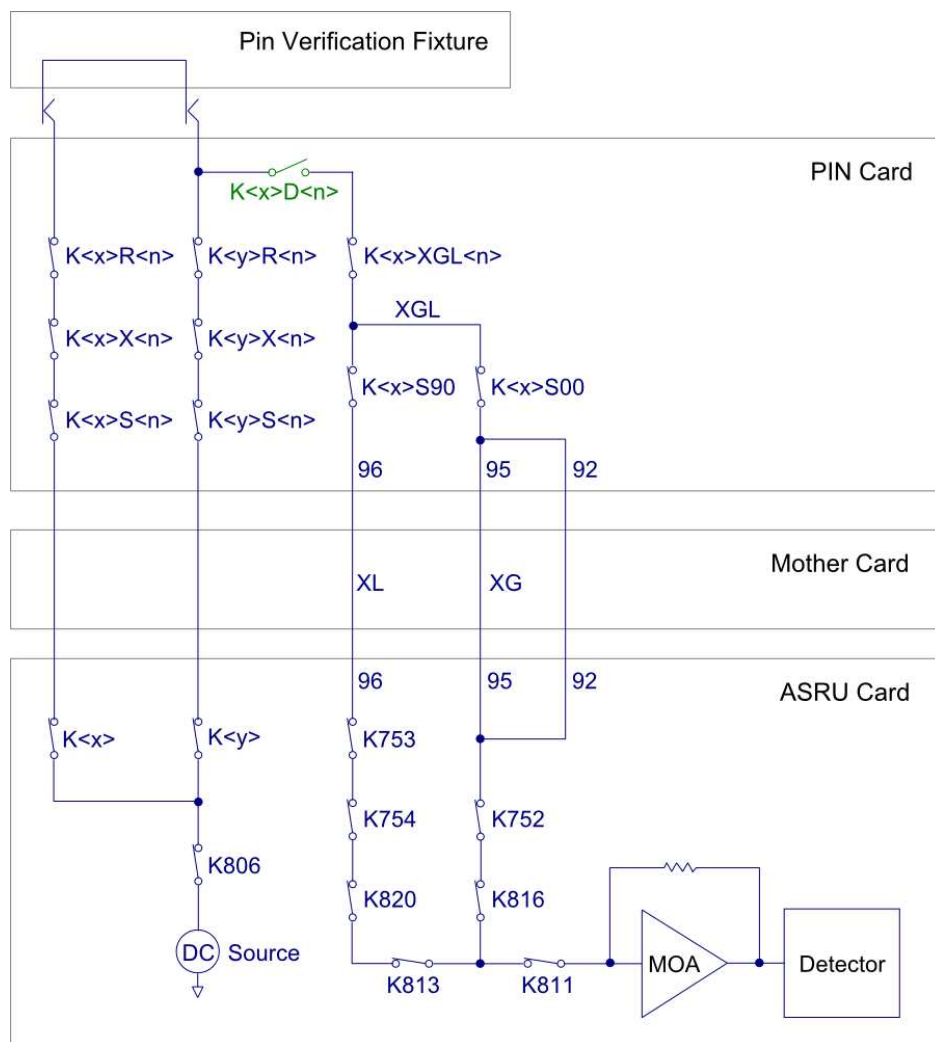 Pin Verification Fixture
PIN Card
K<x>D<n>
K<x>R<n>
K<y>R<n>
K<x>XGL<n>
XGL
K<x>X<n>
K<y>X<n>
K<x>S90
K<x>S00
K<x>S<n>
K<y>S<n>
96
95
92
Mother Card
XL
XG
96
95
92
ASRU Card
K<x>
K<y>
K753
K754
K752
K806
K820
K816
DC
Source
MOA
Detector
K813
K811